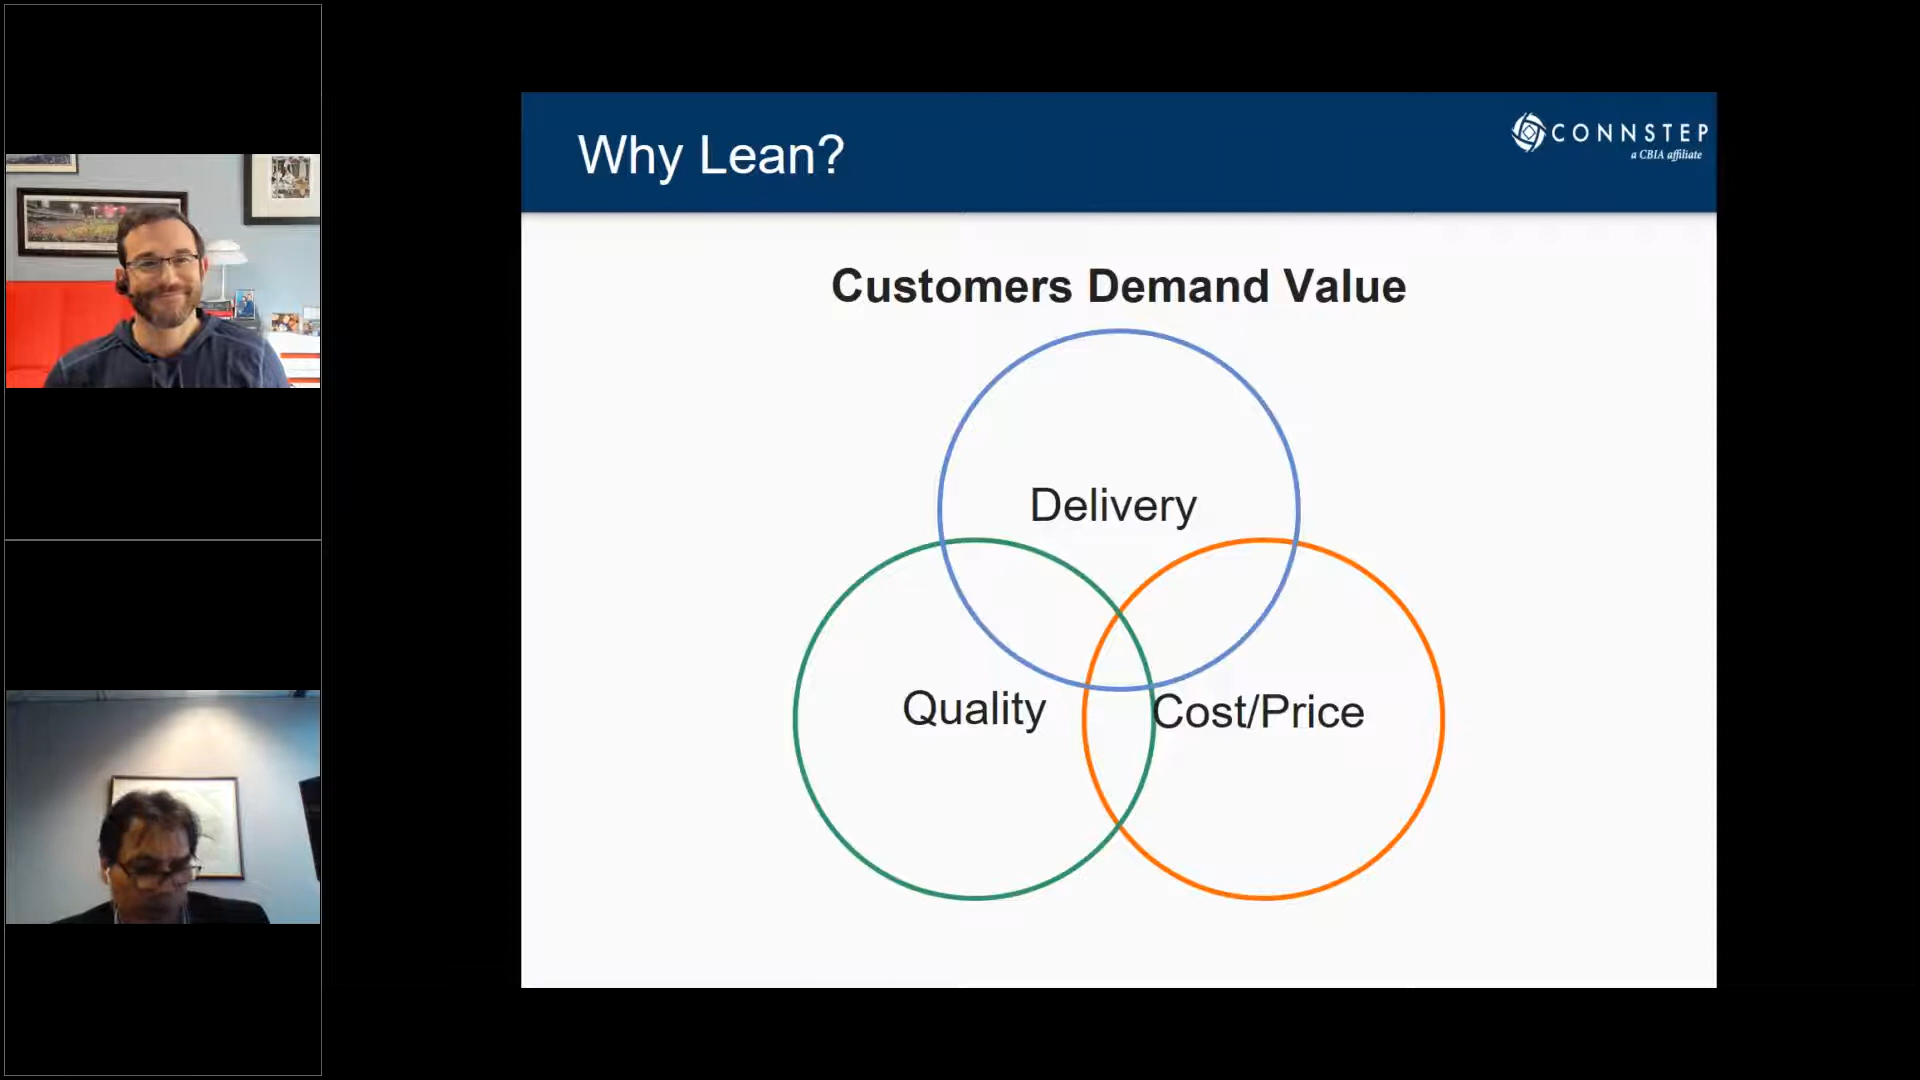 Why Lean?
CONNSTEP
a CBIA affiliate
Customers Demand Value
Delivery
Quality
Cost/Price